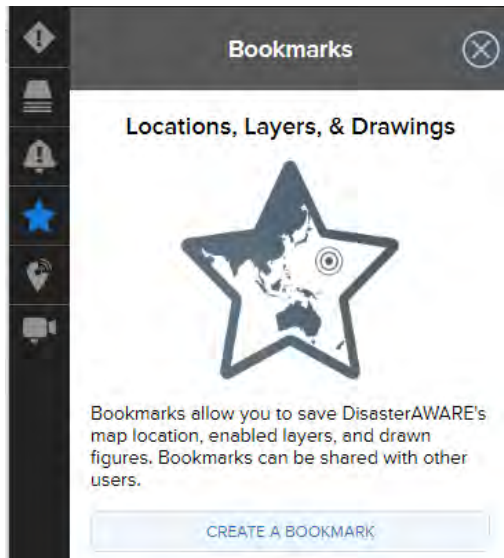 Bookmarks
Locations, Layers, & Drawings
Bookmarks allow you to save DisasterAWARE's
map location, enabled layers, and drawn
figures. Bookmarks can be shared with other
users.
CREATE A BOOKMARK